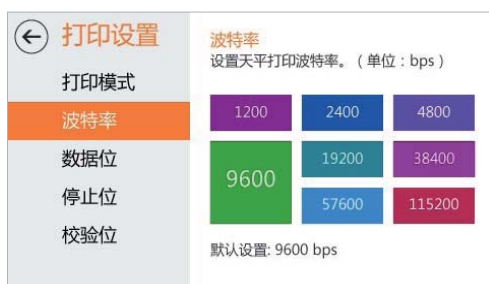 打印设置
打印模式
波特率
数据位
停止位
校验位
波特率
设置天平打印波特率。（单位：bps）
1200 2400 4800
9600
19200 38400
57600 115200
默认设置: 9600 bps